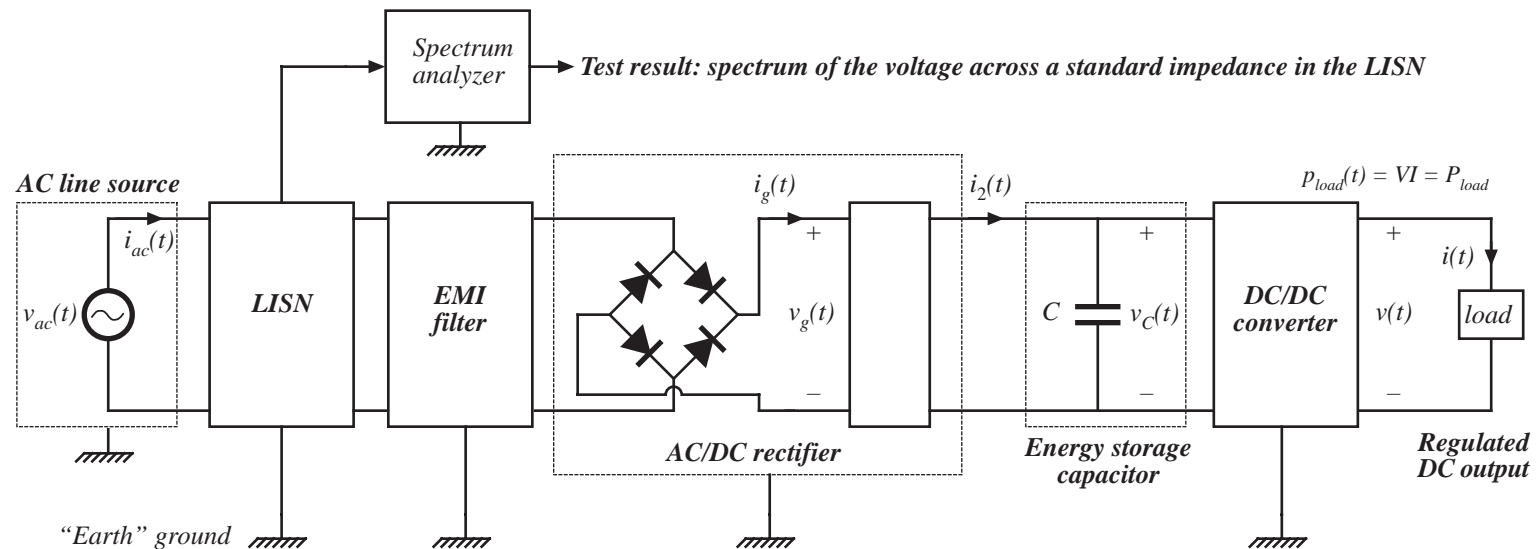 Spectrum
analyzer
Test result: spectrum of the voltage across a standard impedance in the LISN
AC line source
i_g(t)
i_2(t)
p_load(t) = VI = P_load
i_ac(t)
v_ac(t)
LISN
EMI
filter
+
v_g(t)
–
C
+
v_C(t)
–
DC/DC
converter
+
v(t)
–
i(t)
load
AC/DC rectifier
Energy storage
capacitor
Regulated
DC output
“Earth” ground